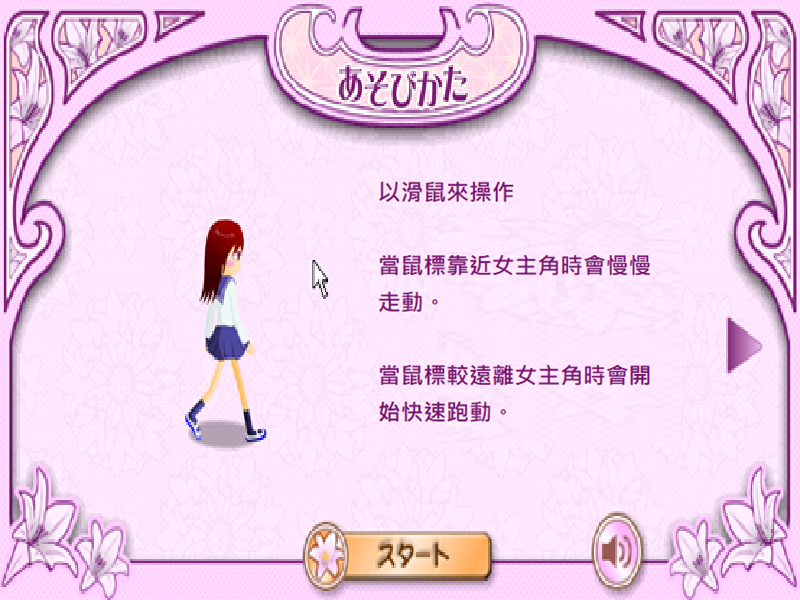 あそびかた
以滑鼠來操作
當鼠標靠近女主角時會慢慢
走動。
當鼠標較遠離女主角時會開
始快速跑動。
スタート